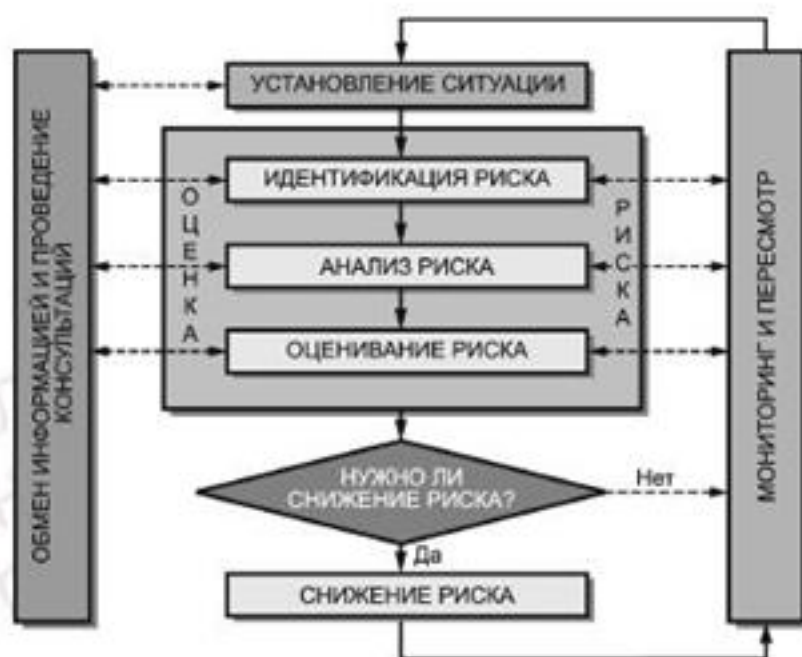 УСТАНОВЛЕНИЕ СИТУАЦИИ
ОБМЕН ИНФОРМАЦИЕЙ И ПРОВЕДЕНИЕ
КОНСУЛЬТАЦИЙ
ОЦЕНКА
ИДЕНТИФИКАЦИЯ РИСКА
АНАЛИЗ РИСКА
ОЦЕНИВАНИЕ РИСКА
РИСКА
МОНИТОРИНГ И ПЕРЕСМОТР
НУЖНО ЛИ
СНИЖЕНИЕ РИСКА?
Нет
Да
СНИЖЕНИЕ РИСКА